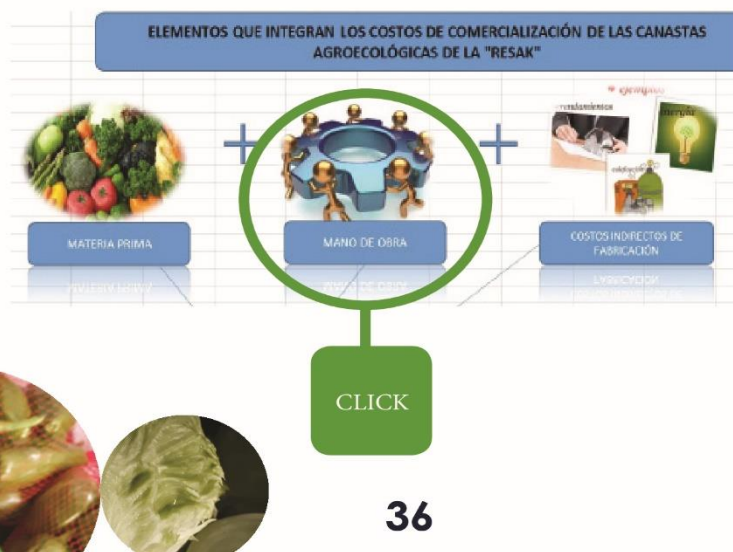 ELEMENTOS QUE INTEGRAN LOS COSTOS DE COMERCIALIZACIÓN DE LAS CANASTAS
AGROECOLÓGICAS DE LA "RESAK"
ejemplos
energía
MATERIA PRIMA
MANO DE OBRA
COSTOS INDIRECTOS DE
FABRICACIÓN
CLICK
36